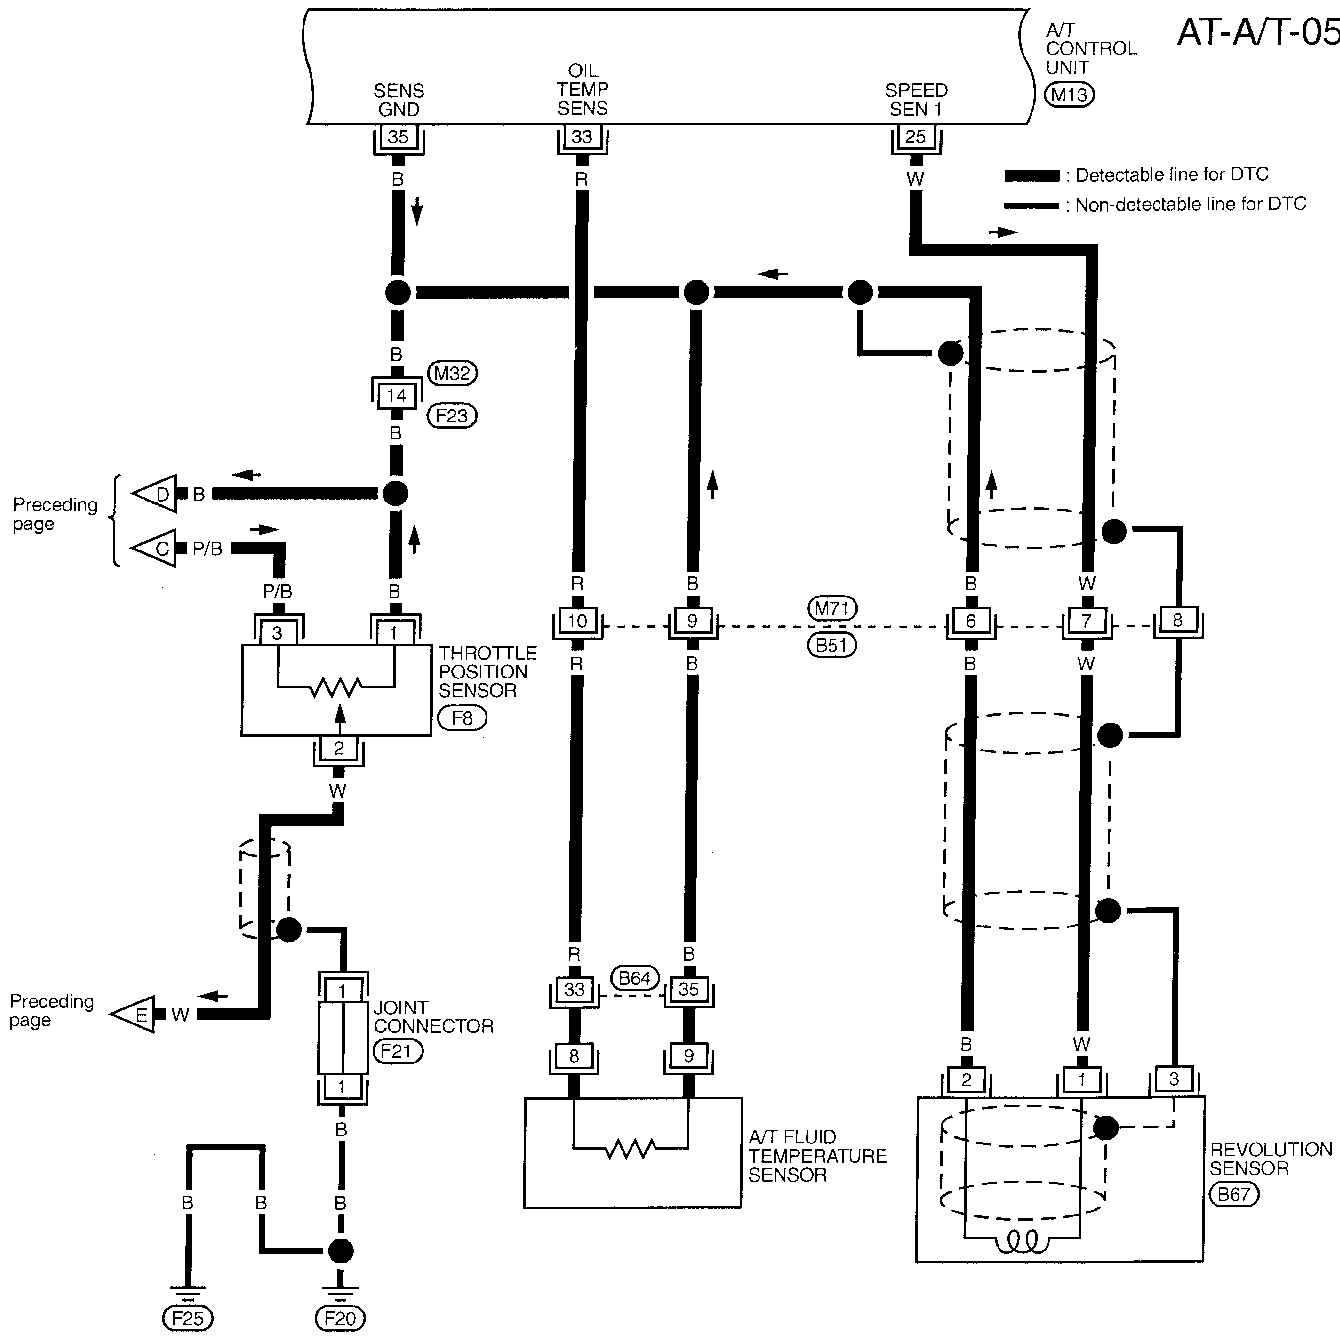 AT-A/T-05
A/T
CONTROL
UNIT
M13
SENS
GND
OIL
TEMP
SENS
SPEED
SEN 1
35
33
25
B
R
W
: Detectable line for DTC
: Non-detectable line for DTC
B
M32
14
F23
B
Preceding
page
D
B
C
P/B
P/B
B
R
B
B
W
3
1
10
9
M71
B51
6
7
8
R
B
B
W
THROTTLE
POSITION
SENSOR
F8
2
W
R
B
33
B64
35
Preceding
page
E
W
1
JOINT
CONNECTOR
F21
1
8
9
B
W
2
1
3
B
A/T FLUID
TEMPERATURE
SENSOR
REVOLUTION
SENSOR
B67
B
B
B
F25
F20